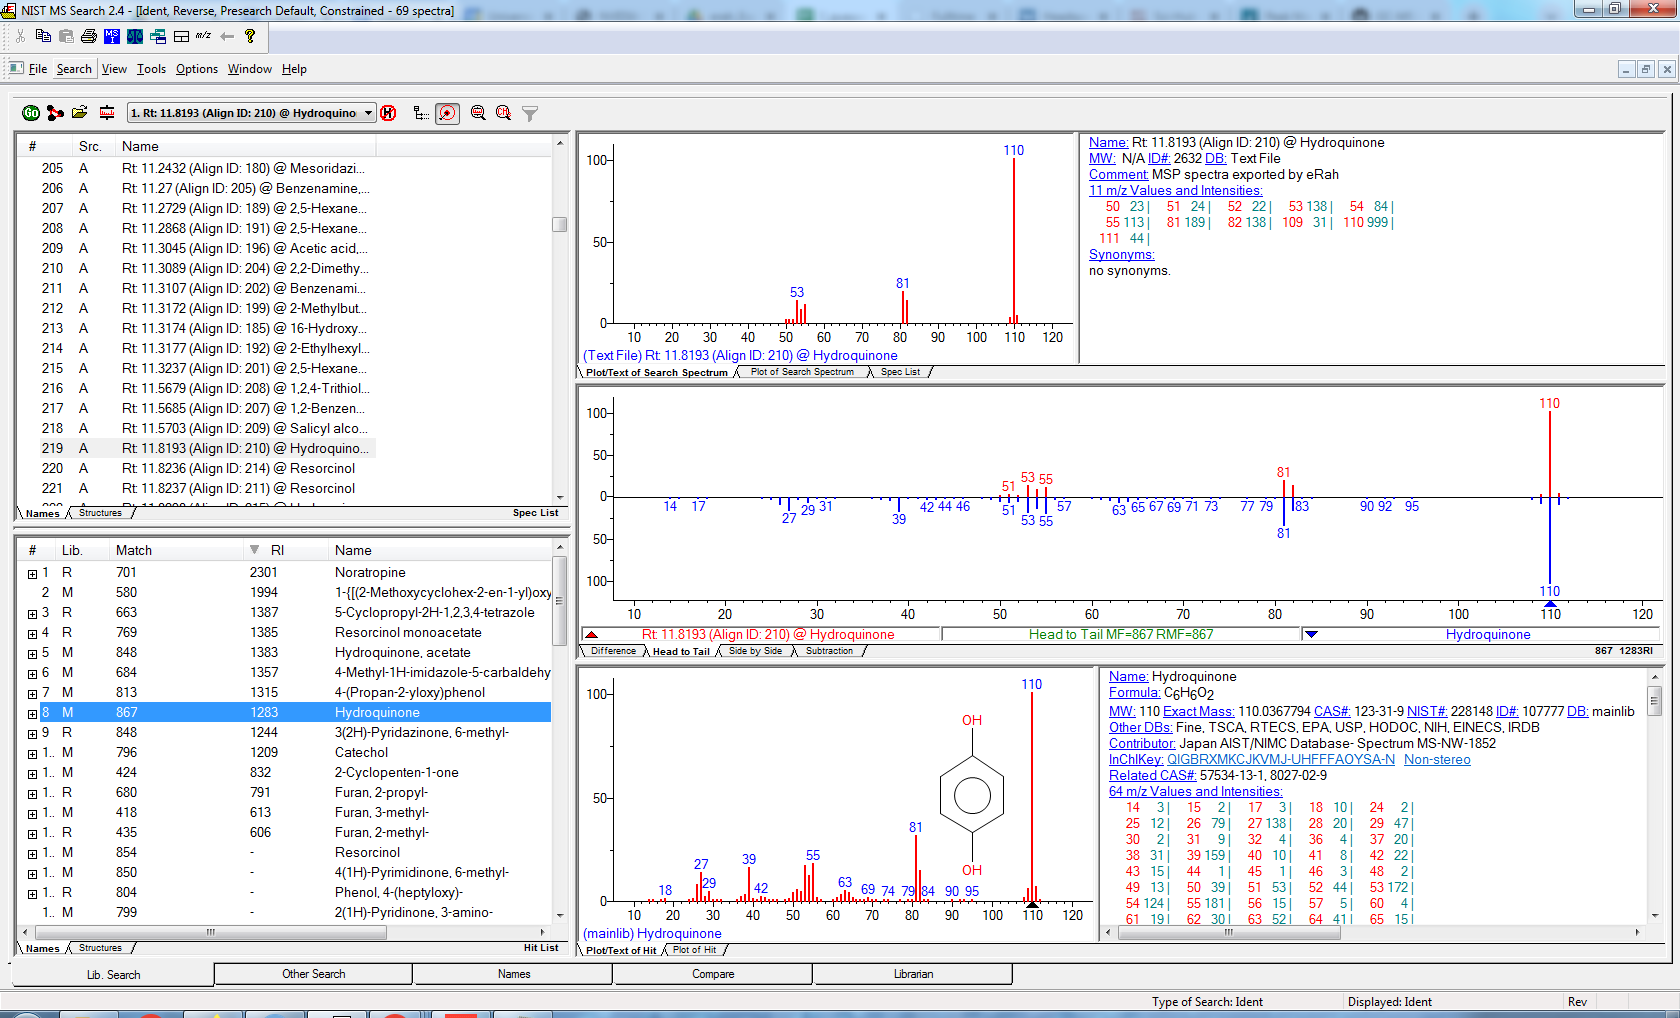 NIST MS Search 2.4 - [Ident, Reverse, Presearch Default, Constrained - 69 spectra]
File Search View Tools Options Window Help
1. Rt: 11.8193 (Align ID: 210) @ Hydroquino
# Src. Name
205 A Rt: 11.2432 (Align ID: 180) @ Mesoridazi...
206 A Rt: 11.27 (Align ID: 205) @ Benzenamine,...
207 A Rt: 11.2729 (Align ID: 189) @ 2,5-Hexane...
208 A Rt: 11.2868 (Align ID: 191) @ 2,5-Hexane...
209 A Rt: 11.3045 (Align ID: 196) @ Acetic acid,...
210 A Rt: 11.3089 (Align ID: 204) @ 2,2-Dimethy...
211 A Rt: 11.3107 (Align ID: 202) @ Benzenami...
212 A Rt: 11.3172 (Align ID: 199) @ 2-Methylbut...
213 A Rt: 11.3174 (Align ID: 185) @ 16-Hydroxy...
214 A Rt: 11.3177 (Align ID: 192) @ 2-Ethylhexyl...
215 A Rt: 11.3237 (Align ID: 201) @ 2,5-Hexane...
216 A Rt: 11.5679 (Align ID: 208) @ 1,2,4-Trithiol...
217 A Rt: 11.5685 (Align ID: 207) @ 1,2-Benzen...
218 A Rt: 11.5703 (Align ID: 209) @ Salicyl alco...
219 A Rt: 11.8193 (Align ID: 210) @ Hydroquino...
220 A Rt: 11.8236 (Align ID: 214) @ Resorcinol
221 A Rt: 11.8237 (Align ID: 211) @ Resorcinol
Names Structures Spec List
# Lib. Match RI Name
1 R 701 2301 Noratropine
2 M 580 1994 1-{[(2-Methoxycyclohex-2-en-1-yl)oxy
3 R 663 1387 5-Cyclopropyl-2H-1,2,3,4-tetrazole
4 R 769 1385 Resorcinol monoacetate
5 M 848 1383 Hydroquinone, acetate
6 M 684 1357 4-Methyl-1H-imidazole-5-carbaldehy
7 M 813 1315 4-(Propan-2-yloxy)phenol
8 M 867 1283 Hydroquinone
9 R 848 1244 3(2H)-Pyridazinone, 6-methyl-
1.. M 796 1209 Catechol
1.. M 424 832 2-Cyclopenten-1-one
1.. R 680 791 Furan, 2-propyl-
1.. M 418 613 Furan, 3-methyl-
1.. R 435 606 Furan, 2-methyl-
1.. M 854 - Resorcinol
1.. M 850 - 4(1H)-Pyrimidinone, 6-methyl-
1.. R 804 - Phenol, 4-(heptyloxy)-
1.. M 799 - 2(1H)-Pyridinone, 3-amino-
Names Structures Hit List
110
100
50
53
81
0
10 20 30 40 50 60 70 80 90 100 110 120
(Text File) Rt: 11.8193 (Align ID: 210) @ Hydroquinone
Plot/Text of Search Spectrum Plot of Search Spectrum Spec List
Name: Rt: 11.8193 (Align ID: 210) @ Hydroquinone
MW: N/A ID#: 2632 DB: Text File
Comment: MSP spectra exported by eRah
11 m/z Values and Intensities:
50 23| 51 24| 52 22| 53 138| 54 84|
55 113| 81 189| 82 138| 109 31| 110 999|
111 44|
Synonyms:
no synonyms.
110
100
50
51 53 55 81
0
14 17 27 29 31 39 42 44 46 51 53 55 57 63 65 67 69 71 73 77 79 81 83 90 92 95
50
100
110
10 20 30 40 50 60 70 80 90 100 110 120
Rt: 11.8193 (Align ID: 210) @ Hydroquinone Head to Tail MF=867 RMF=867 Hydroquinone
Difference Head to Tail Side by Side Subtraction 867 1283RI
110
100
OH
50
81
OH
27 39 55
18 29 42 63 69 74 79 84 90 95
0
10 20 30 40 50 60 70 80 90 100 110 120
(mainlib) Hydroquinone
Plot/Text of Hit Plot of Hit
Name: Hydroquinone
Formula: C6H6O2
MW: 110 Exact Mass: 110.0367794 CAS#: 123-31-9 NIST#: 228148 ID#: 107777 DB: mainlib
Other DBs: Fine, TSCA, RTECS, EPA, USP, HODOC, NIH, EINECS, IRDB
Contributor: Japan AIST/NIMC Database- Spectrum MS-NW-1852
InChIKey: QIGBRXMKCJKVMJ-UHFFFAOYSA-N Non-stereo
Related CAS#: 57534-13-1, 8027-02-9
64 m/z Values and Intensities:
14 3| 15 2| 17 3| 18 10| 24 2|
25 12| 26 79| 27 138| 28 20| 29 47|
30 2| 31 9| 32 4| 36 4| 37 20|
38 31| 39 159| 40 10| 41 8| 42 22|
43 15| 44 1| 45 1| 46 3| 48 2|
49 13| 50 39| 51 53| 52 44| 53 172|
54 124| 55 181| 56 15| 57 5| 60 4|
61 19| 62 30| 63 52| 64 41| 65 15|
Lib. Search Other Search Names Compare Librarian
Type of Search: Ident Displayed: Ident Rev